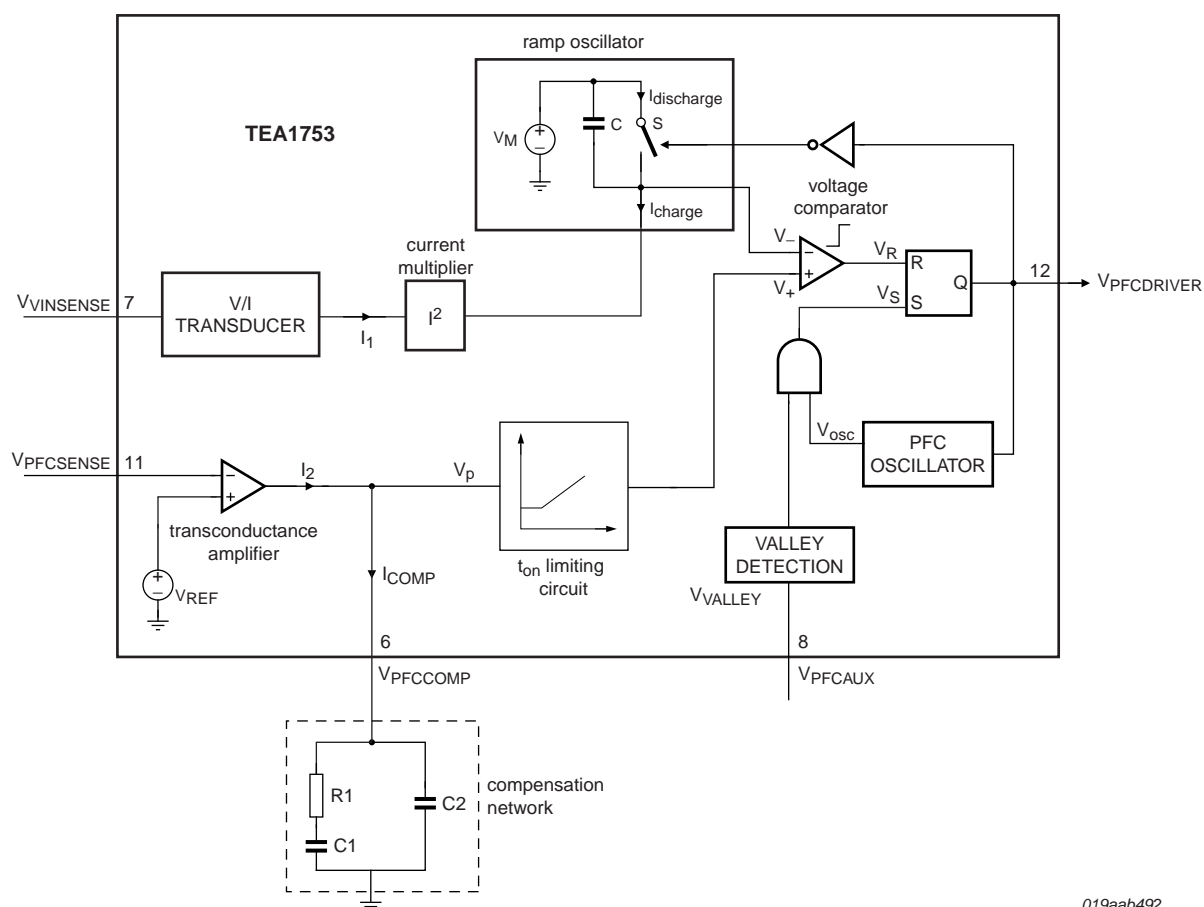 ramp oscillator
TEA1753
VM
+
−
C
Idischarge
S
Icharge
voltage
comparator
current
multiplier
VVINSENSE
7
V/I
TRANSDUCER
I1
I2
V−
V+
−
+
VR
VS
R
S
Q
12
VPFCDRIVER
VPFCSENSE
11
−
+
I2
Vp
Vosc
PFC
OSCILLATOR
transconductance
amplifier
+
−
VREF
ICOMP
ton limiting
circuit
VALLEY
DETECTION
VVALLEY
6
8
VPFCCOMP
VPFCAUX
R1
C1
C2
compensation
network
019aab492